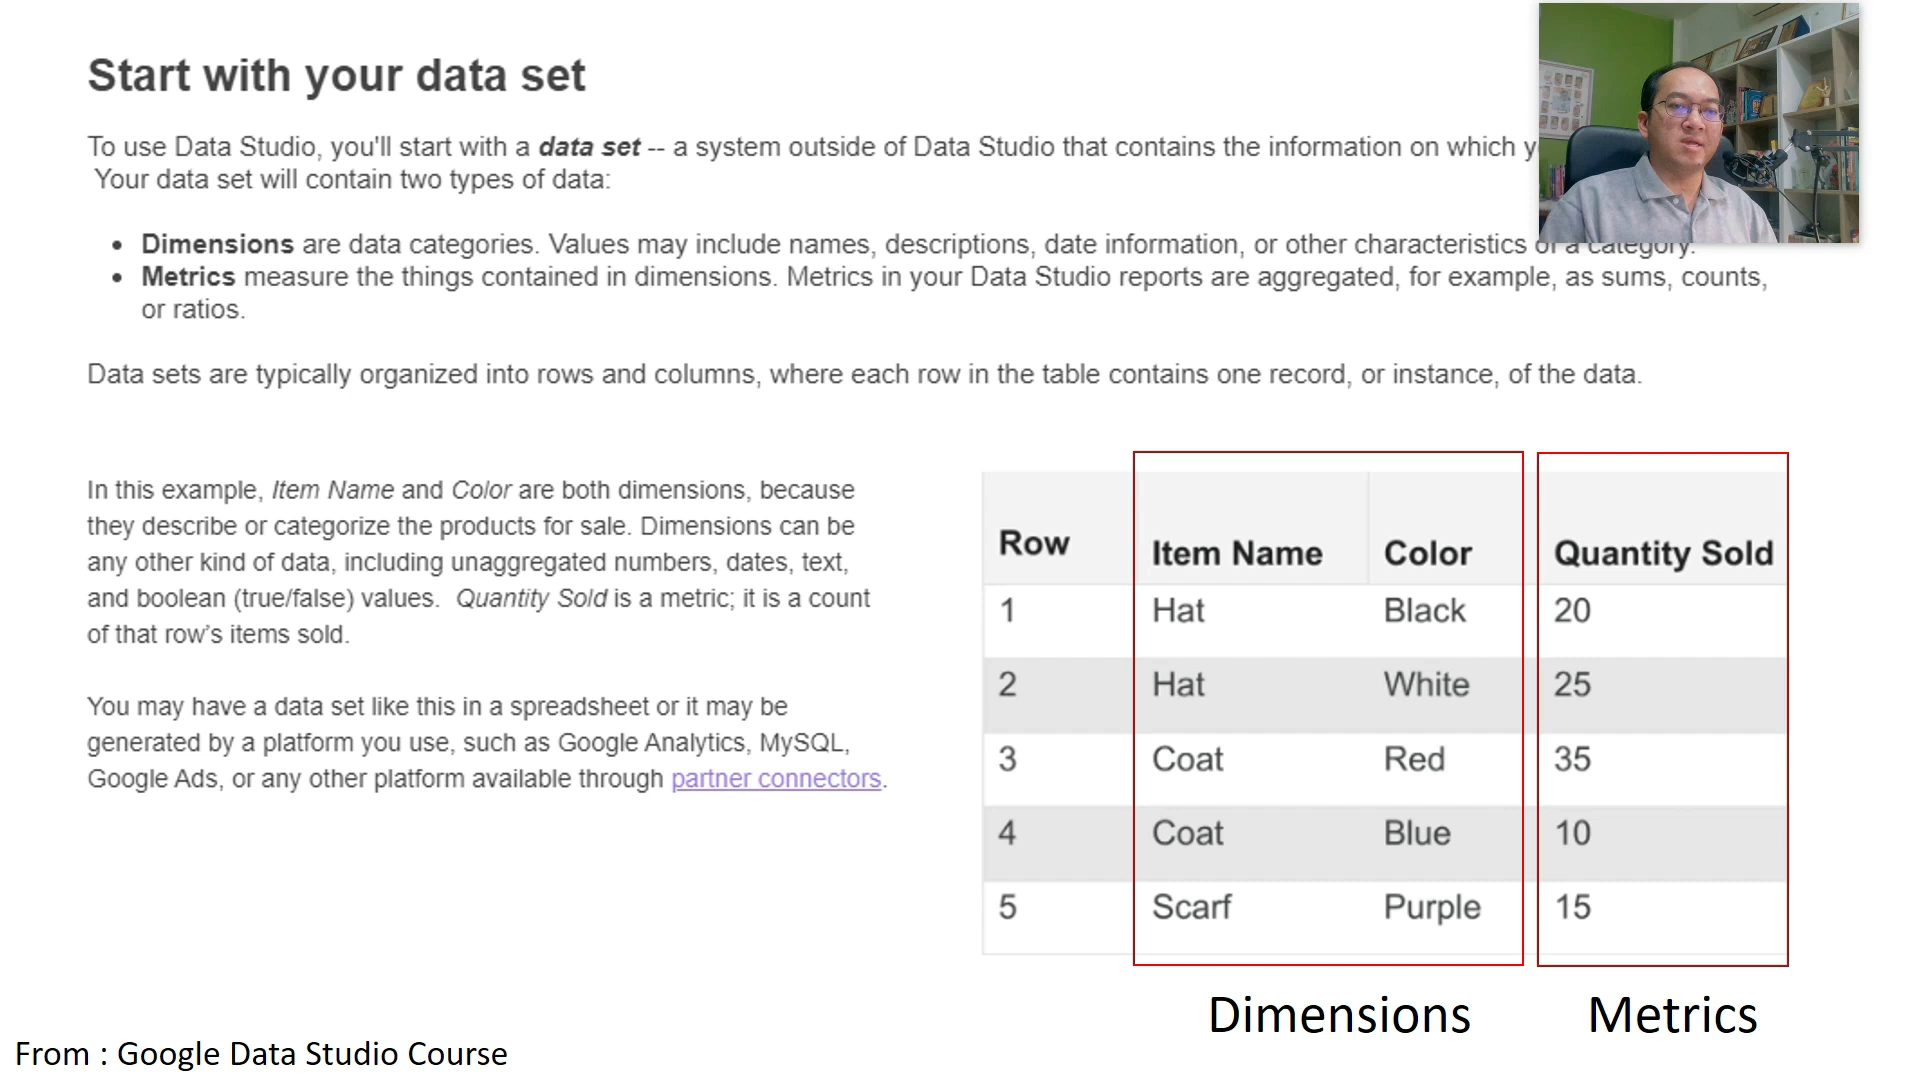 Start with your data set
To use Data Studio, you'll start with a data set -- a system outside of Data Studio that contains the information on which
Your data set will contain two types of data:
• Dimensions are data categories. Values may include names, descriptions, date information, or other characteristics of a category.
• Metrics measure the things contained in dimensions. Metrics in your Data Studio reports are aggregated, for example, as sums, counts,
or ratios.
Data sets are typically organized into rows and columns, where each row in the table contains one record, or instance, of the data.
In this example, Item Name and Color are both dimensions, because
they describe or categorize the products for sale. Dimensions can be
any other kind of data, including unaggregated numbers, dates, text,
and boolean (true/false) values. Quantity Sold is a metric; it is a count
of that row’s items sold.
You may have a data set like this in a spreadsheet or it may be
generated by a platform you use, such as Google Analytics, MySQL,
Google Ads, or any other platform available through partner connectors.
Row Item Name Color Quantity Sold
1 Hat Black 20
2 Hat White 25
3 Coat Red 35
4 Coat Blue 10
5 Scarf Purple 15
Dimensions Metrics
From : Google Data Studio Course